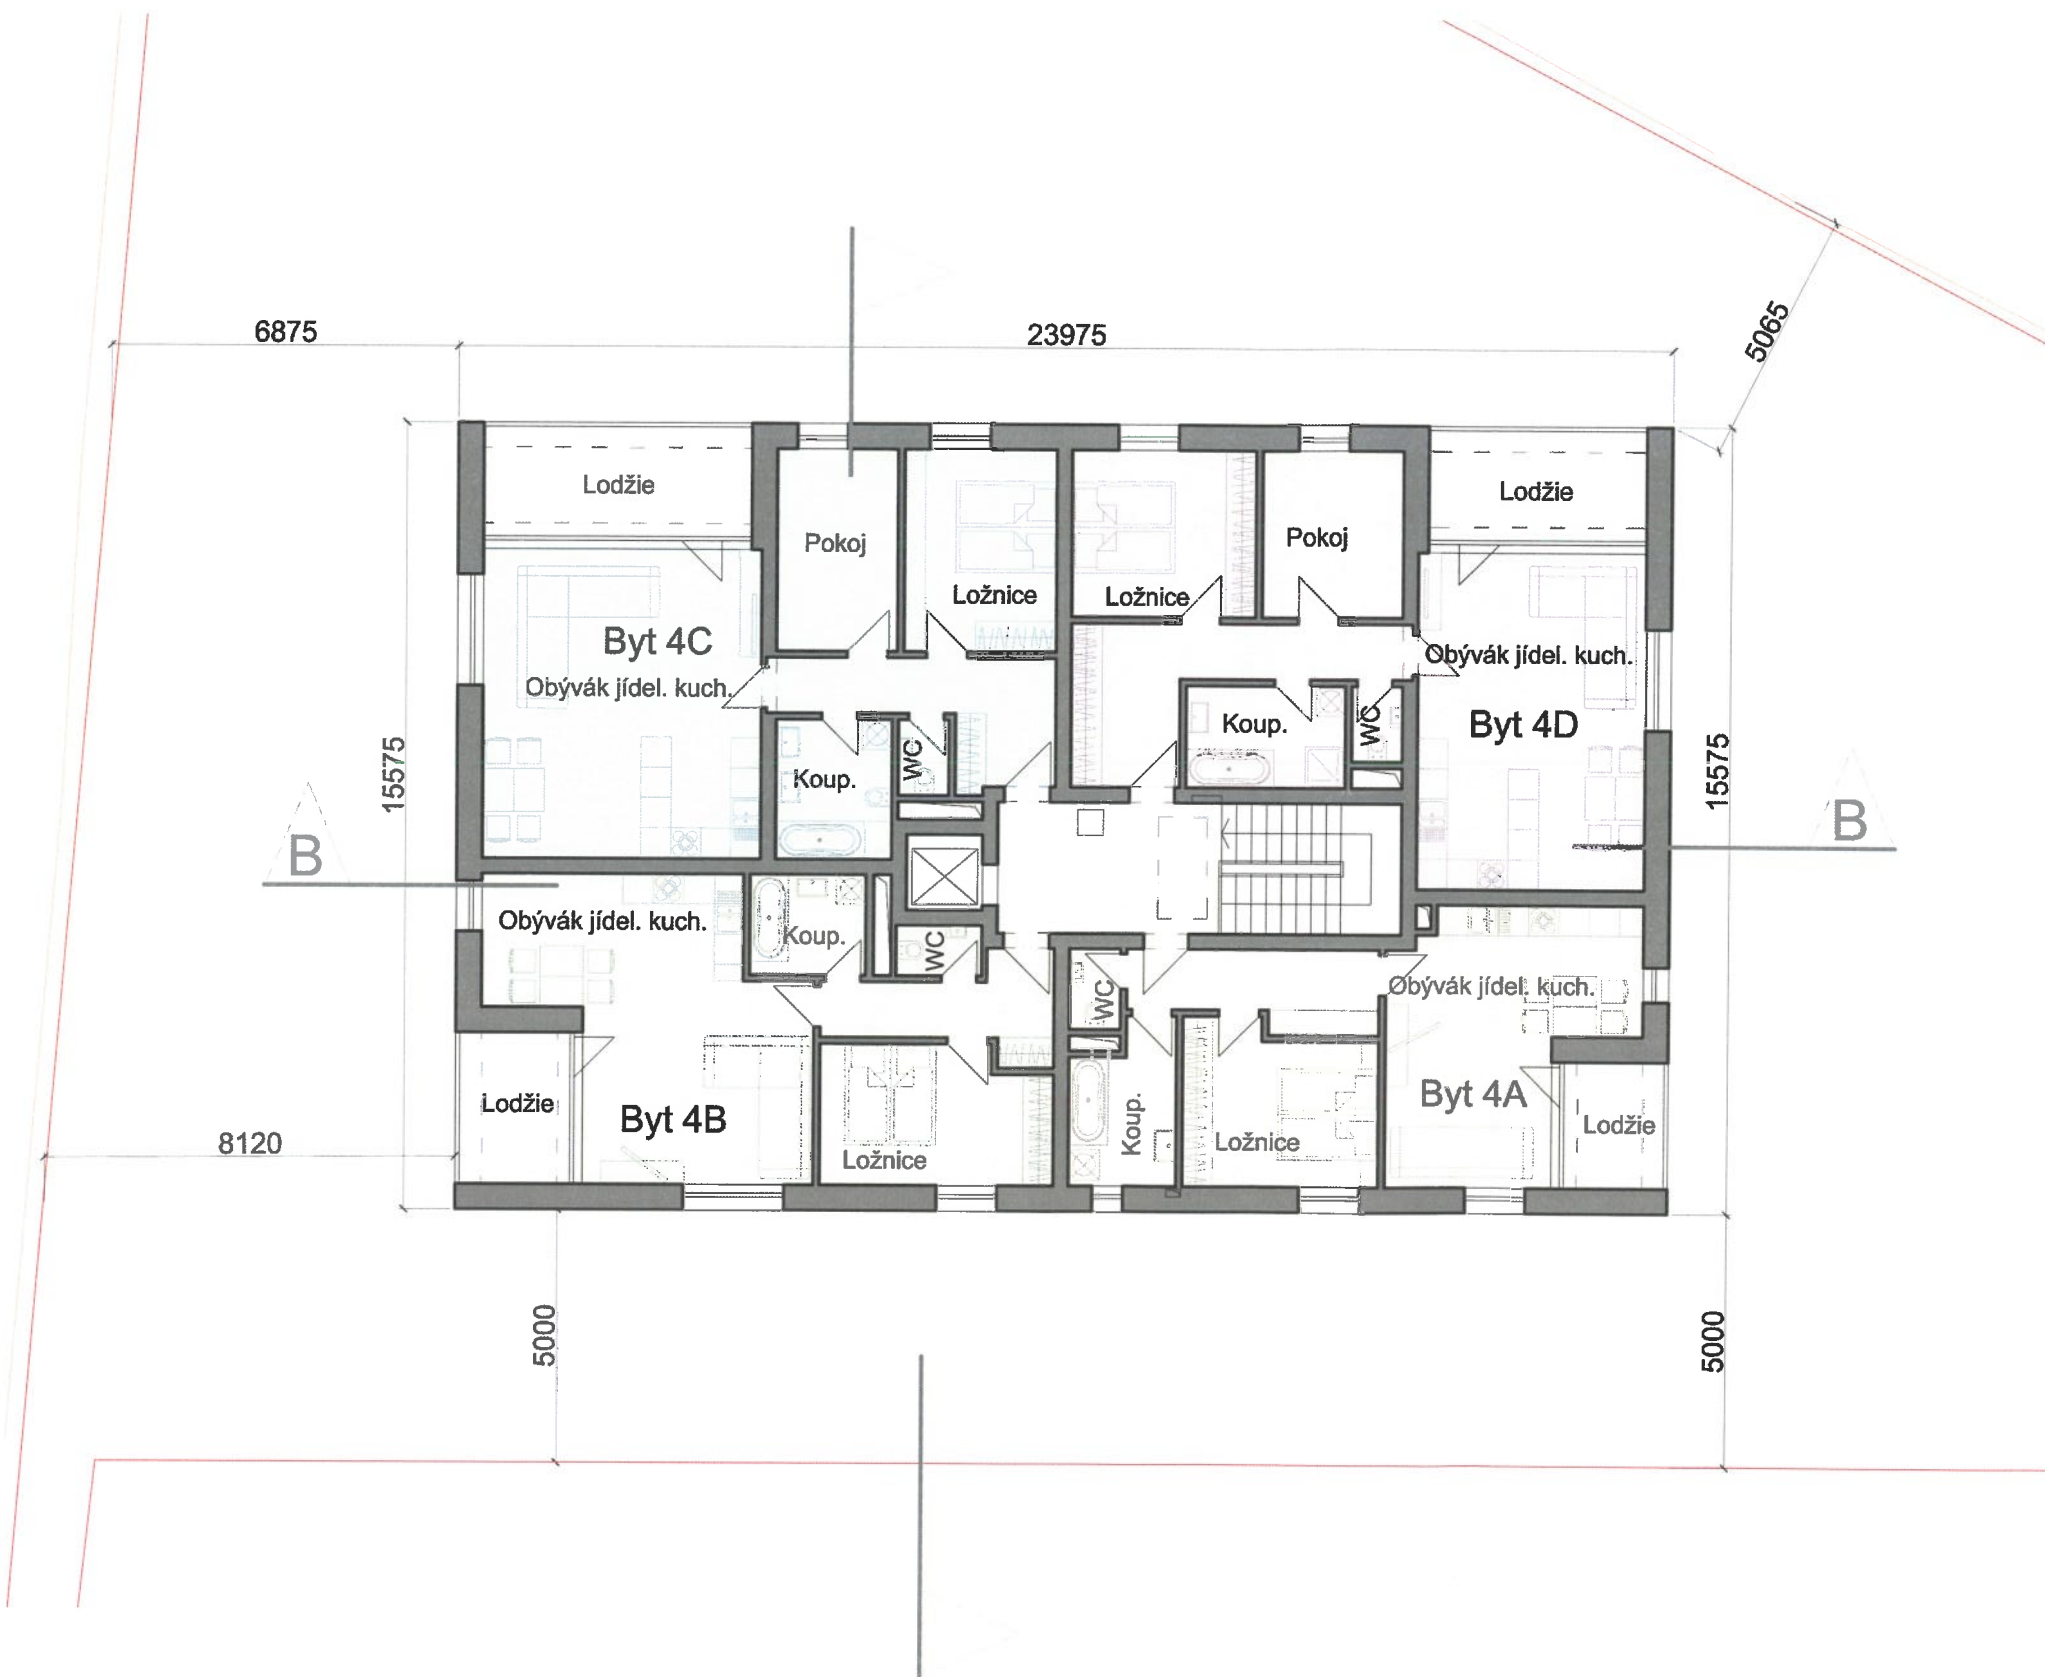 6875
23975
5065
Lodžie
Lodžie
Pokoj
Pokoj
Ložnice
Ložnice
Byt 4C
Obývák jídel. kuch.
Obývák jídel. kuch.
Byt 4D
Koup.
WC
Koup.
WC
15575
15575
B
B
Obývák jídel. kuch.
Koup.
WC
WC
Obývák jídel. kuch.
Lodžie
Byt 4B
Ložnice
Koup.
Ložnice
Byt 4A
Lodžie
8120
5000
5000